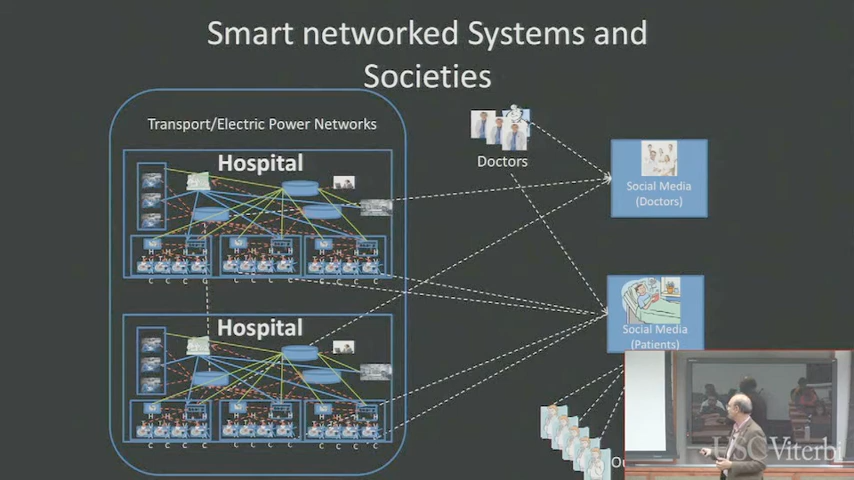 Smart networked Systems and
Societies
Transport/Electric Power Networks
Hospital
Doctors
Social Media
(Doctors)
H H H H H H
C C C C C C C C C C C C
Hospital
Social Media
(Patients)
H H H H H H
C C C C C C C C C C C C
USC Viterbi